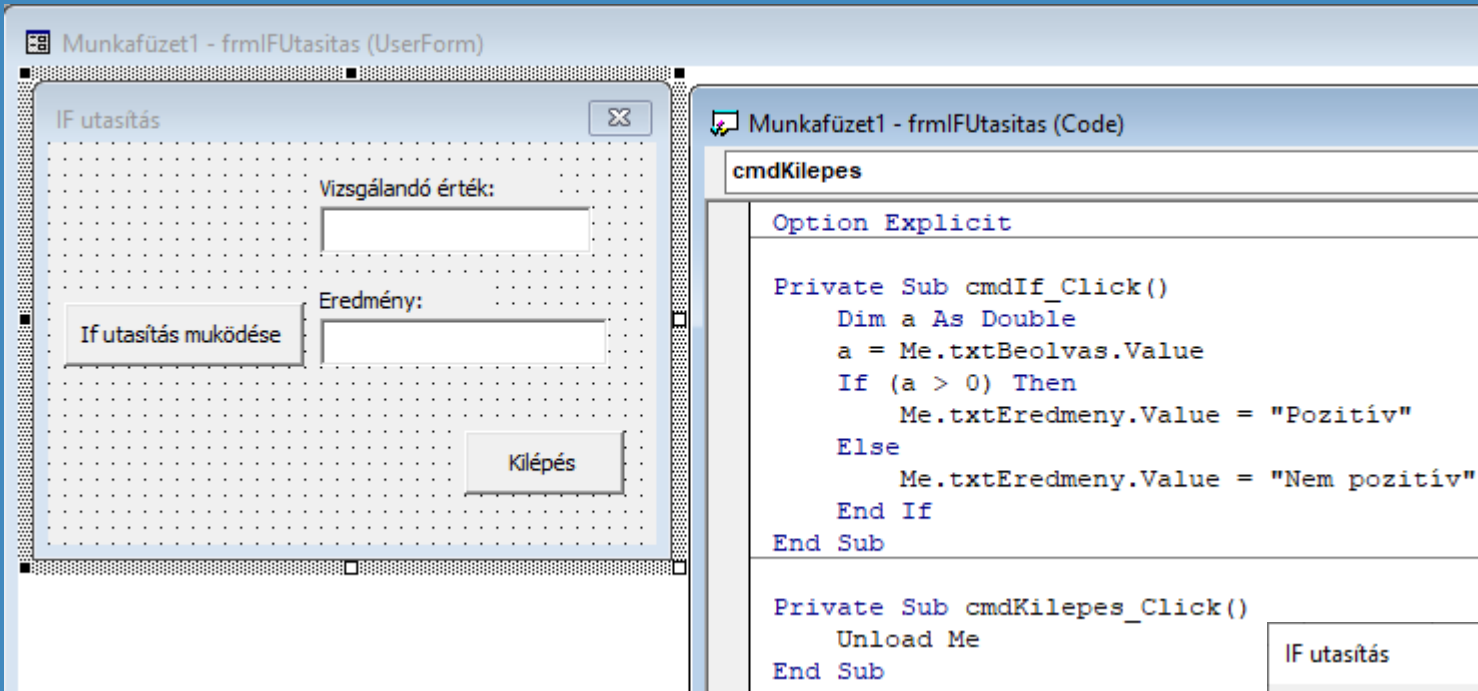 Munkafüzet1 - frmIFUtasitas (UserForm)
IF utasítás
Vizsgálandó érték:
Eredmény:
If utasítás muködése
Kilépés
Munkafüzet1 - frmIFUtasitas (Code)
cmdKilepes
Option Explicit
Private Sub cmdIf_Click()
Dim a As Double
a = Me.txtBeolvas.Value
If (a > 0) Then
Me.txtEredmeny.Value = "Pozitív"
Else
Me.txtEredmeny.Value = "Nem pozitív"
End If
End Sub
Private Sub cmdKilepes_Click()
Unload Me
End Sub
IF utasítás